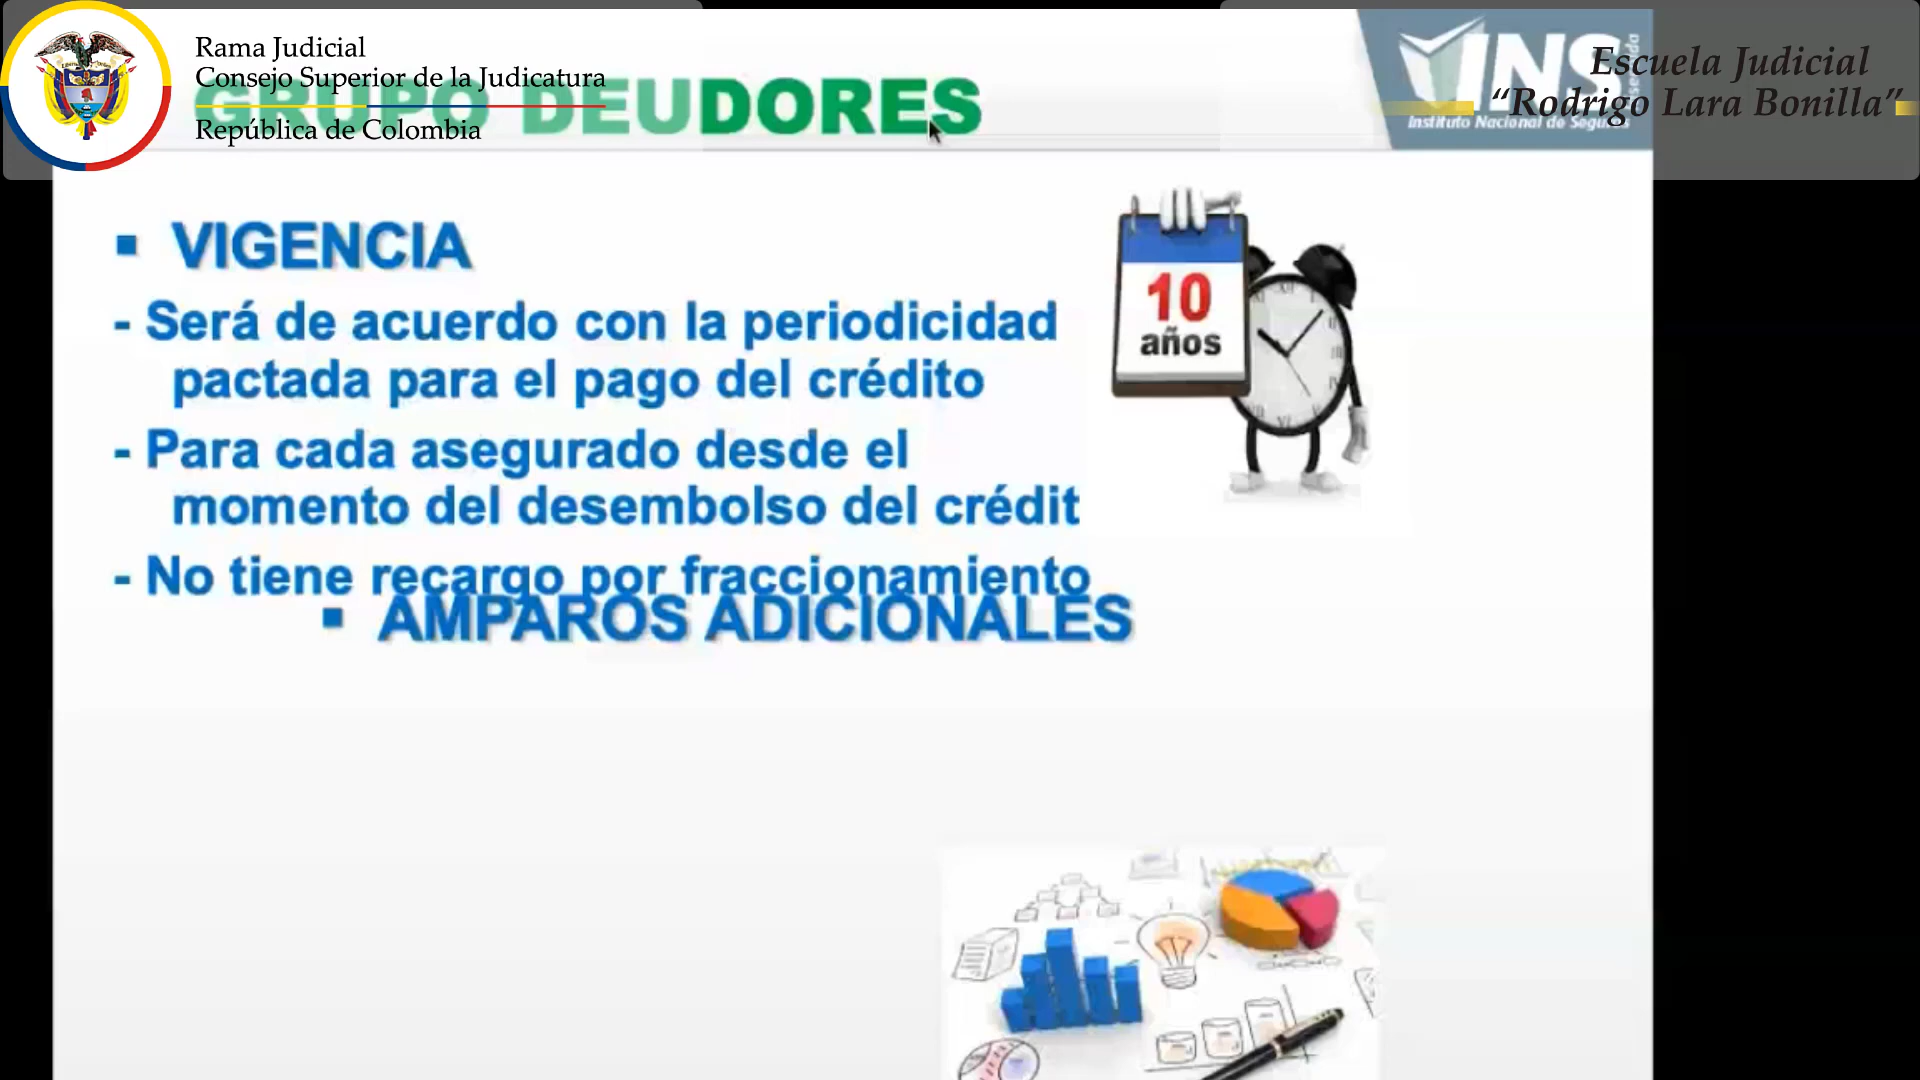 Rama Judicial
Consejo Superior de la Judicatura
República de Colombia
GRUPO DEUDORES
INS
Instituto Nacional de Seguros
Escuela Judicial
“Rodrigo Lara Bonilla”
▪ VIGENCIA
- Será de acuerdo con la periodicidad
pactada para el pago del crédito
- Para cada asegurado desde el
momento del desembolso del crédit
- No tiene recargo por fraccionamiento
▪ AMPAROS ADICIONALES
10
años